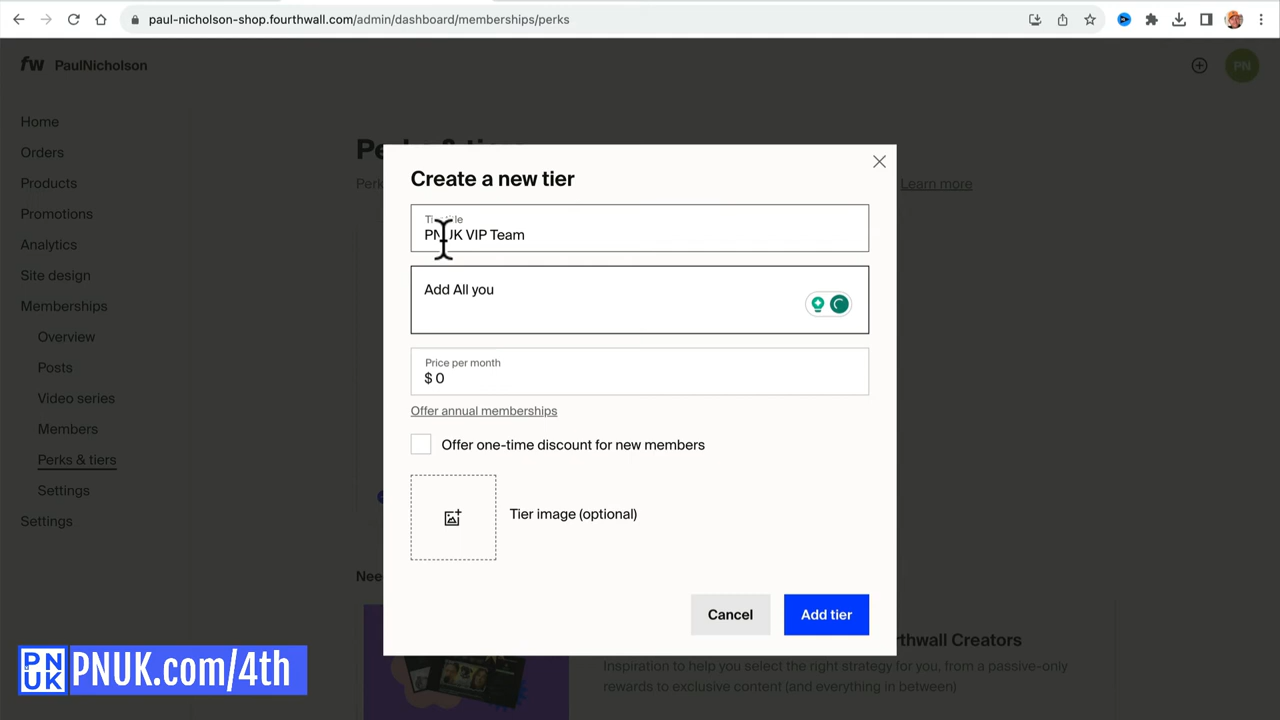 paul-nicholson-shop.fourthwall.com/admin/dashboard/memberships/perks
fw PaulNicholson
PN
Home
Orders
Products
Promotions
Analytics
Site design
Memberships
Overview
Posts
Video series
Members
Perks & tiers
Settings
Settings
Learn more
Create a new tier
PNUK VIP Team
Add All you
Price per month
$ 0
Offer annual memberships
Offer one-time discount for new members
Tier image (optional)
Cancel
Add tier
Inspiration to help you select the right strategy for you, from a passive-only
rewards to exclusive content (and everything in between)
PN
UK
PNUK.com/4th